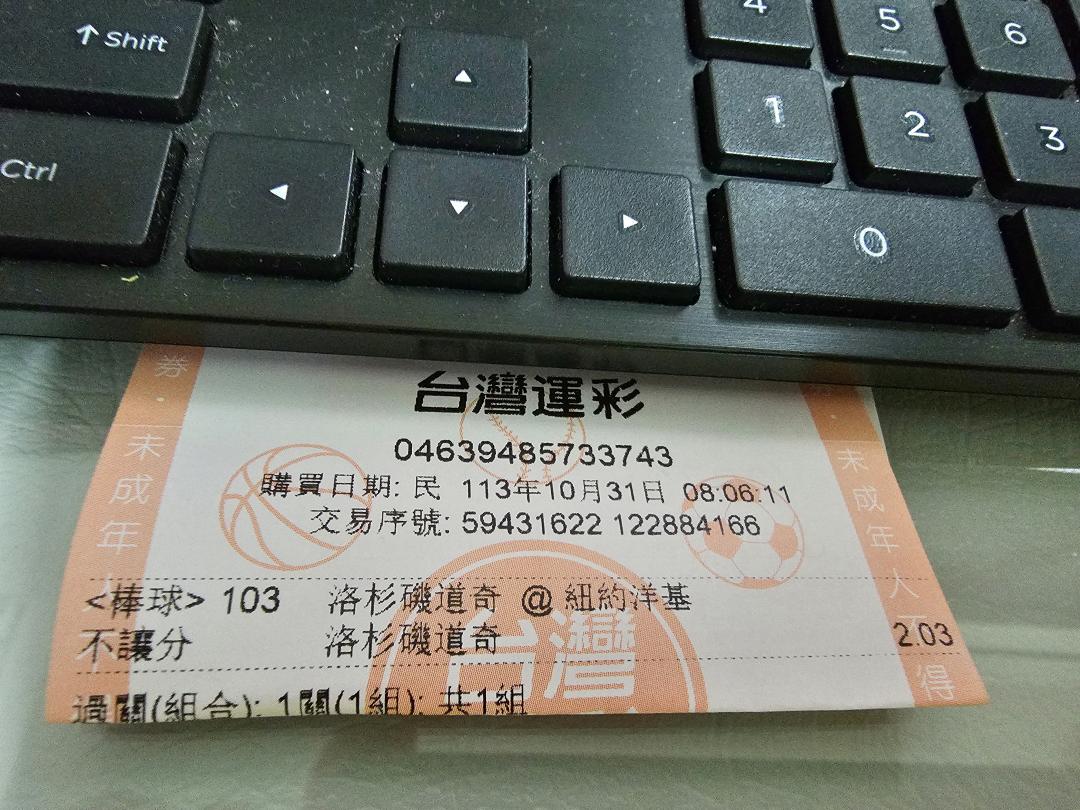 ↑ Shift
4
5
6
Ctrl
1
2
3
0
券．未成年人
台灣運彩
04639485733743
購買日期: 民 113年10月31日 08:06:11
交易序號: 59431622 122884166
<棒球> 103 洛杉磯道奇 @ 紐約洋基
不讓分 洛杉磯道奇 2.03
過關(組合): 1關(1組); 共1組
未成年人不得
台灣